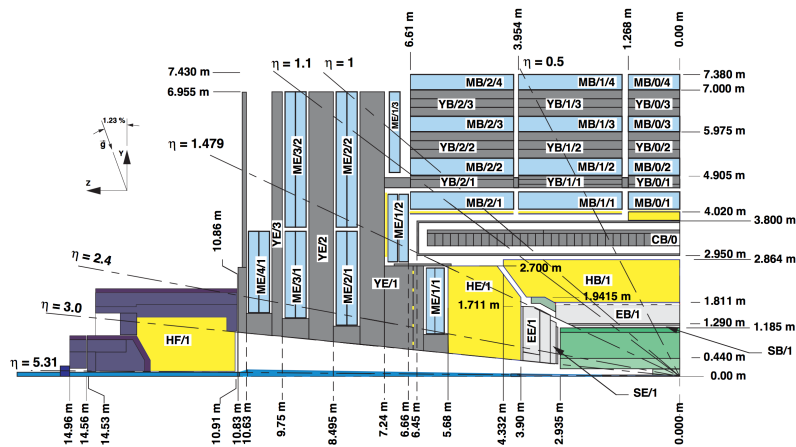 6.61 m
3.954 m
1.268 m
0.00 m
η = 1.1
η = 1
η = 0.5
7.430 m
6.955 m
7.380 m
7.000 m
5.975 m
4.905 m
4.020 m
3.800 m
2.950 m
2.864 m
1.811 m
1.290 m
1.185 m
0.440 m
0.00 m
MB/2/4
MB/1/4
MB/0/4
YB/2/3
YB/1/3
YB/0/3
MB/2/3
MB/1/3
MB/0/3
YB/2/2
YB/1/2
YB/0/2
MB/2/2
MB/1/2
MB/0/2
YB/2/1
YB/1/1
YB/0/1
MB/2/1
MB/1/1
MB/0/1
1.23 %
g
Y
Z
η = 1.479
ME/1/3
ME/3/2
ME/2/2
YE/3
YE/2
ME/1/2
10.86 m
CB/0
η = 2.4
ME/4/1
ME/3/1
ME/2/1
YE/1
ME/1/1
2.700 m
HE/1
HB/1
1.711 m
1.9415 m
η = 3.0
EB/1
EE/1
HF/1
SB/1
η = 5.31
SE/1
14.96 m
14.56 m
14.53 m
10.91 m
10.83 m
10.63 m
9.75 m
8.495 m
7.24 m
6.66 m
6.45 m
5.68 m
4.332 m
3.90 m
2.935 m
0.000 m